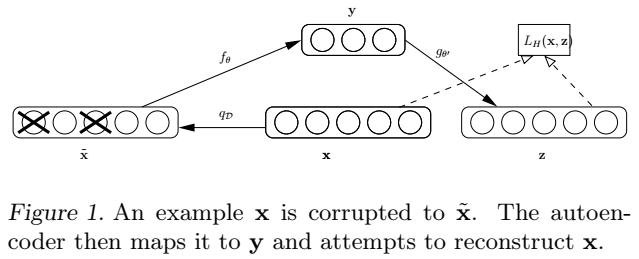 y
L_H(x, z)
f_θ
g_θ'
q_D
x̃
x
z
Figure 1. An example x is corrupted to x̃. The autoen-
coder then maps it to y and attempts to reconstruct x.